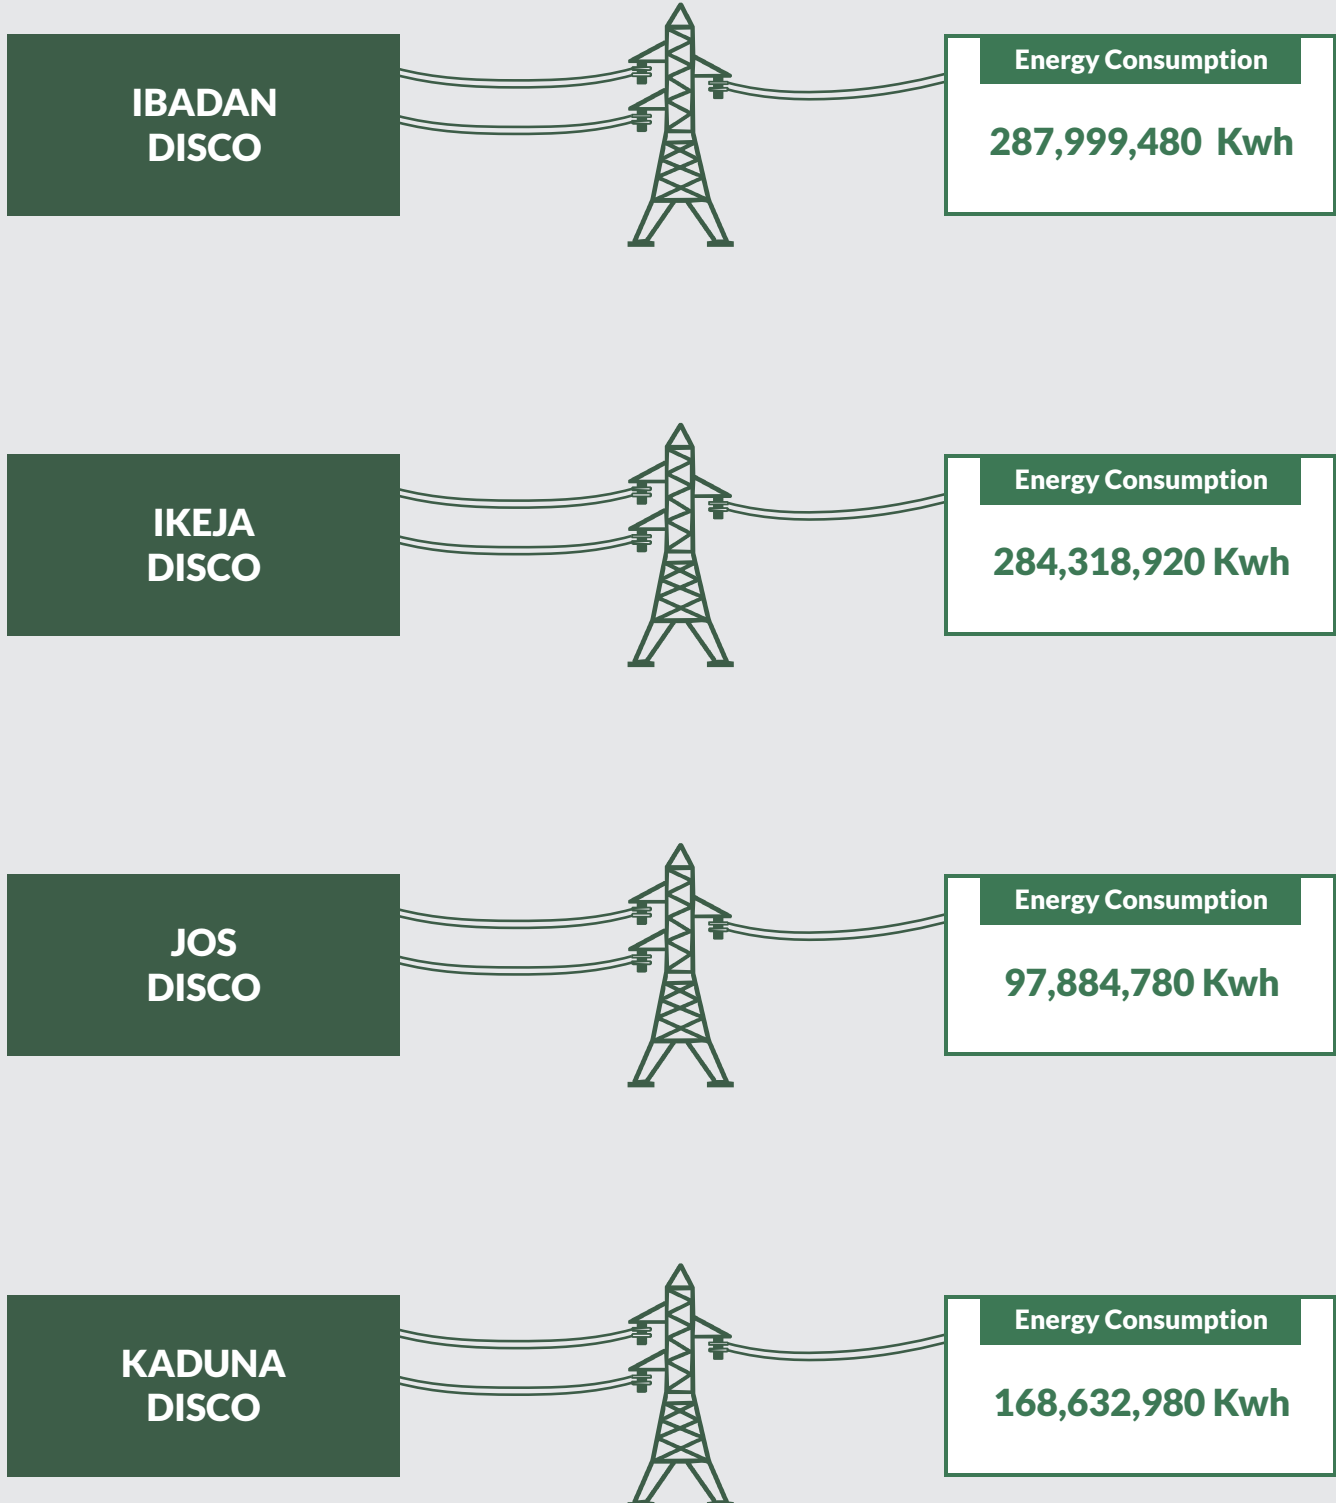 IBADAN
DISCO
Energy Consumption
287,999,480 Kwh
IKEJA
DISCO
Energy Consumption
284,318,920 Kwh
JOS
DISCO
Energy Consumption
97,884,780 Kwh
KADUNA
DISCO
Energy Consumption
168,632,980 Kwh